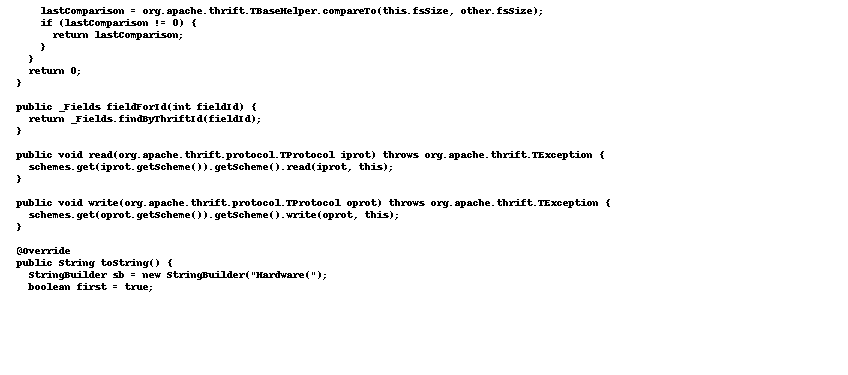 lastComparison = org.apache.thrift.TBaseHelper.compareTo(this.fsSize, other.fsSize);
if (lastComparison != 0) {
return lastComparison;
}
}
return 0;
}
public _Fields fieldForId(int fieldId) {
return _Fields.findByThriftId(fieldId);
}
public void read(org.apache.thrift.protocol.TProtocol iprot) throws org.apache.thrift.TException {
schemes.get(iprot.getScheme()).getScheme().read(iprot, this);
}
public void write(org.apache.thrift.protocol.TProtocol oprot) throws org.apache.thrift.TException {
schemes.get(oprot.getScheme()).getScheme().write(oprot, this);
}
@Override
public String toString() {
StringBuilder sb = new StringBuilder("Hardware(");
boolean first = true;